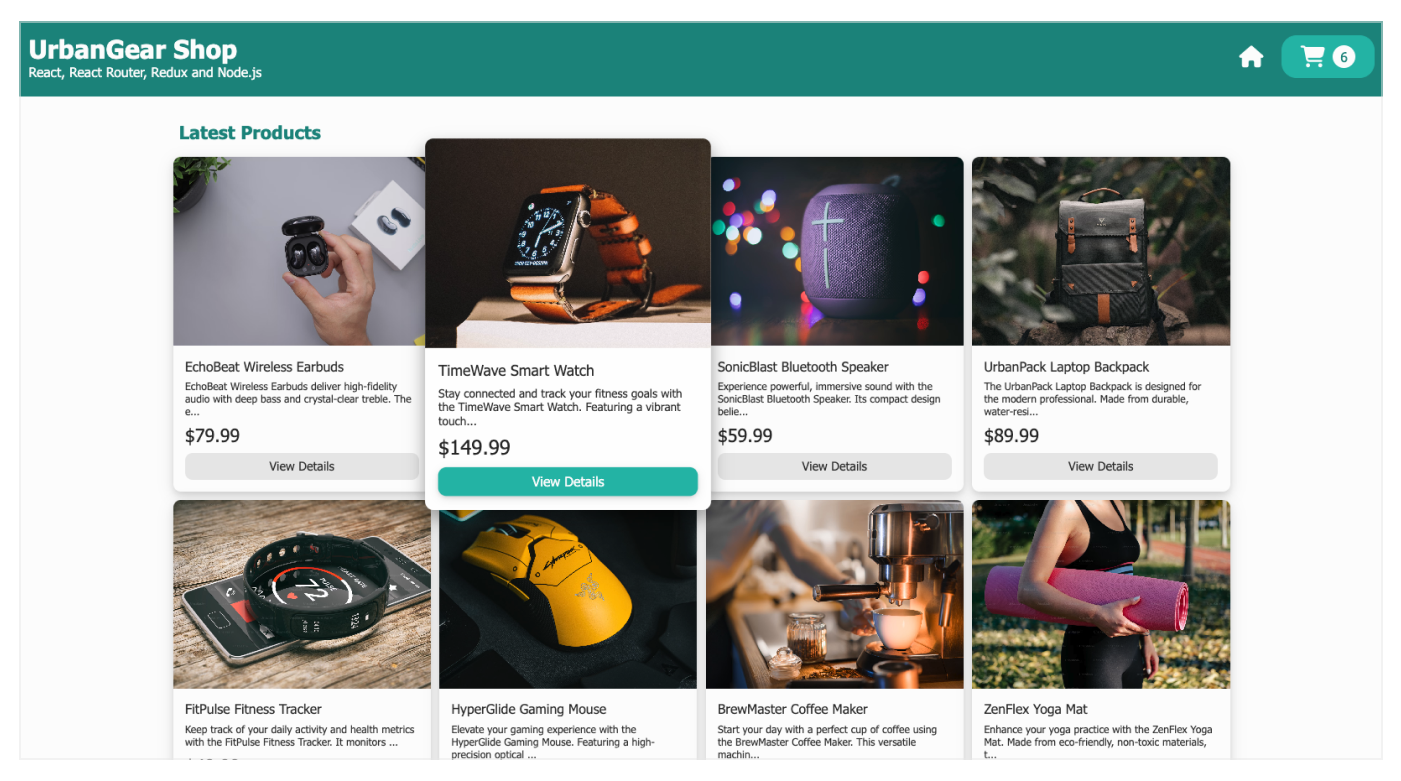 UrbanGear Shop
React, React Router, Redux and Node.js
6
Latest Products
EchoBeat Wireless Earbuds
EchoBeat Wireless Earbuds deliver high-fidelity
audio with deep bass and crystal-clear treble. The
e...
$79.99
View Details
TimeWave Smart Watch
Stay connected and track your fitness goals with
the TimeWave Smart Watch. Featuring a vibrant
touch...
$149.99
View Details
SonicBlast Bluetooth Speaker
Experience powerful, immersive sound with the
SonicBlast Bluetooth Speaker. Its compact design
belie...
$59.99
View Details
UrbanPack Laptop Backpack
The UrbanPack Laptop Backpack is designed for
the modern professional. Made from durable,
water-resi...
$89.99
View Details
72
FitPulse Fitness Tracker
Keep track of your daily activity and health metrics
with the FitPulse Fitness Tracker. It monitors ...
HyperGlide Gaming Mouse
Elevate your gaming experience with the
HyperGlide Gaming Mouse. Featuring a high-
precision optical ...
BrewMaster Coffee Maker
Start your day with a perfect cup of coffee using
the BrewMaster Coffee Maker. This versatile
machin...
ZenFlex Yoga Mat
Enhance your yoga practice with the ZenFlex Yoga
Mat. Made from eco-friendly, non-toxic materials,
t...